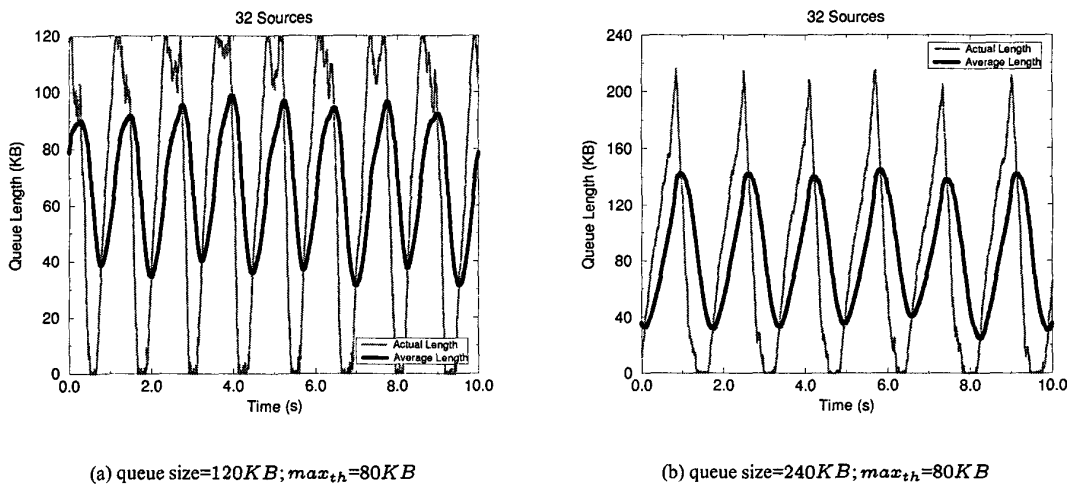 32 Sources
120
100
80
60
40
20
0
Queue Length (KB)
Actual Length
Average Length
0.0 2.0 4.0 6.0 8.0 10.0
Time (s)
(a) queue size=120KB; max_th=80KB
32 Sources
240
200
160
120
80
40
0
Queue Length (KB)
Actual Length
Average Length
0.0 2.0 4.0 6.0 8.0 10.0
Time (s)
(b) queue size=240KB; max_th=80KB